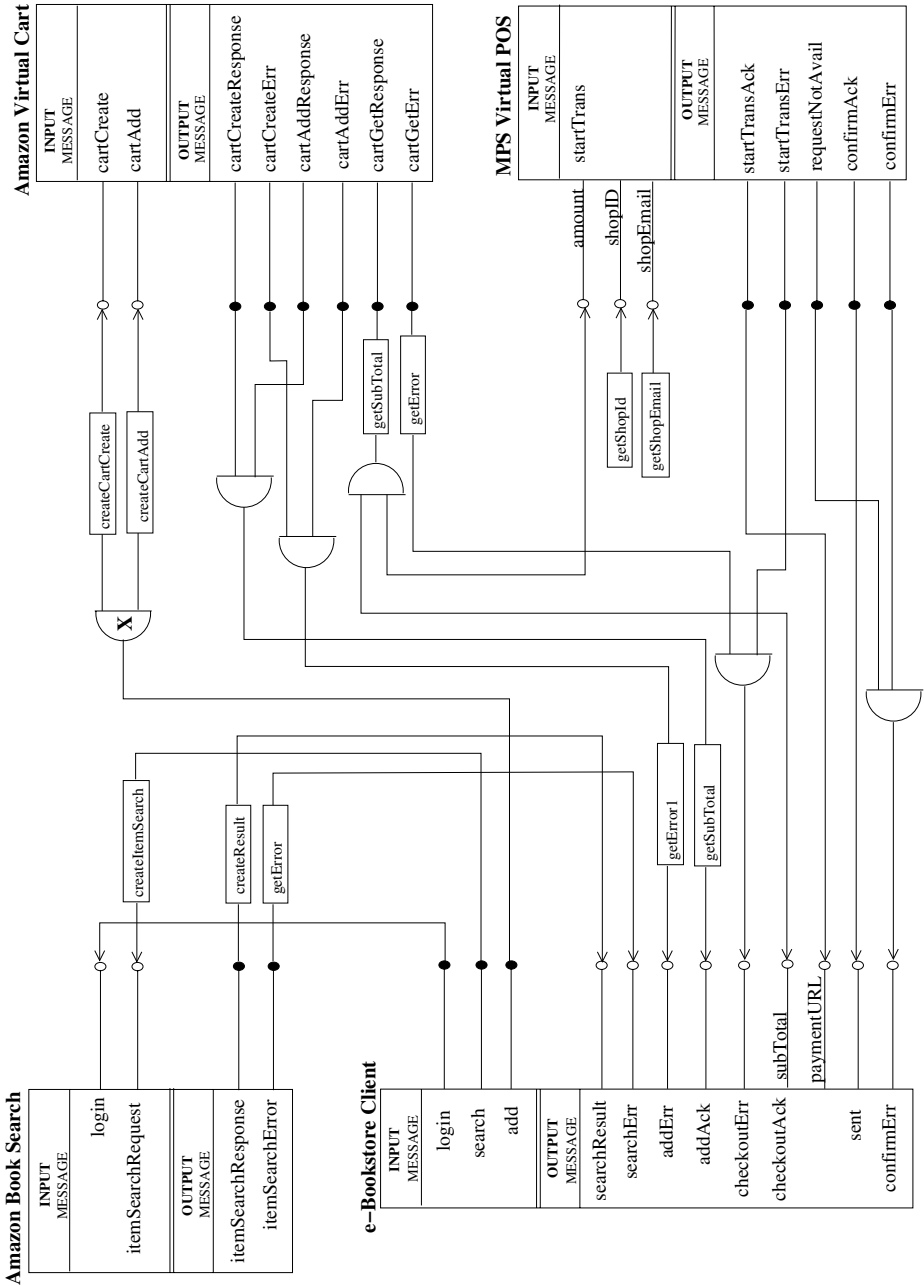 Amazon Book Search
INPUT
MESSAGE
login
itemSearchRequest
OUTPUT
MESSAGE
itemSearchResponse
itemSearchError
createItemSearch
createResult
getError
X
createCartCreate
createCartAdd
Amazon Virtual Cart
INPUT
MESSAGE
cartCreate
cartAdd
OUTPUT
MESSAGE
cartCreateResponse
cartCreateErr
cartAddResponse
cartAddErr
cartGetResponse
cartGetErr
getSubTotal
getError
e−Bookstore Client
INPUT
MESSAGE
login
search
add
OUTPUT
MESSAGE
searchResult
searchErr
addErr
addAck
checkoutErr
checkoutAck
subTotal
paymentURL
sent
confirmErr
getError1
getSubTotal
getShopId
getShopEmail
amount
shopID
shopEmail
MPS Virtual POS
INPUT
MESSAGE
startTrans
OUTPUT
MESSAGE
startTransAck
startTransErr
requestNotAvail
confirmAck
confirmErr